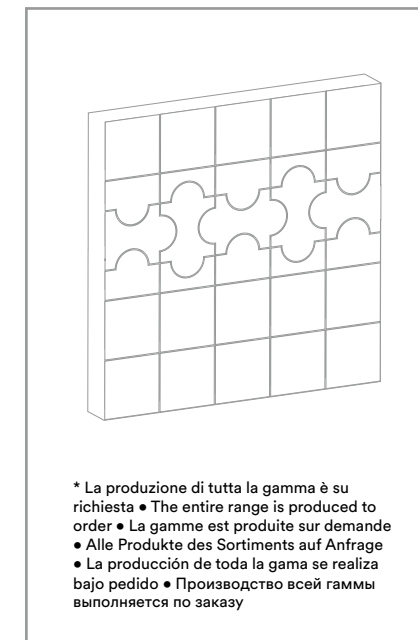 * La produzione di tutta la gamma è su
richiesta ● The entire range is produced to
order ● La gamme est produite sur demande
● Alle Produkte des Sortiments auf Anfrage
● La producción de toda la gama se realiza
bajo pedido ● Производство всей гаммы
выполняется по заказу